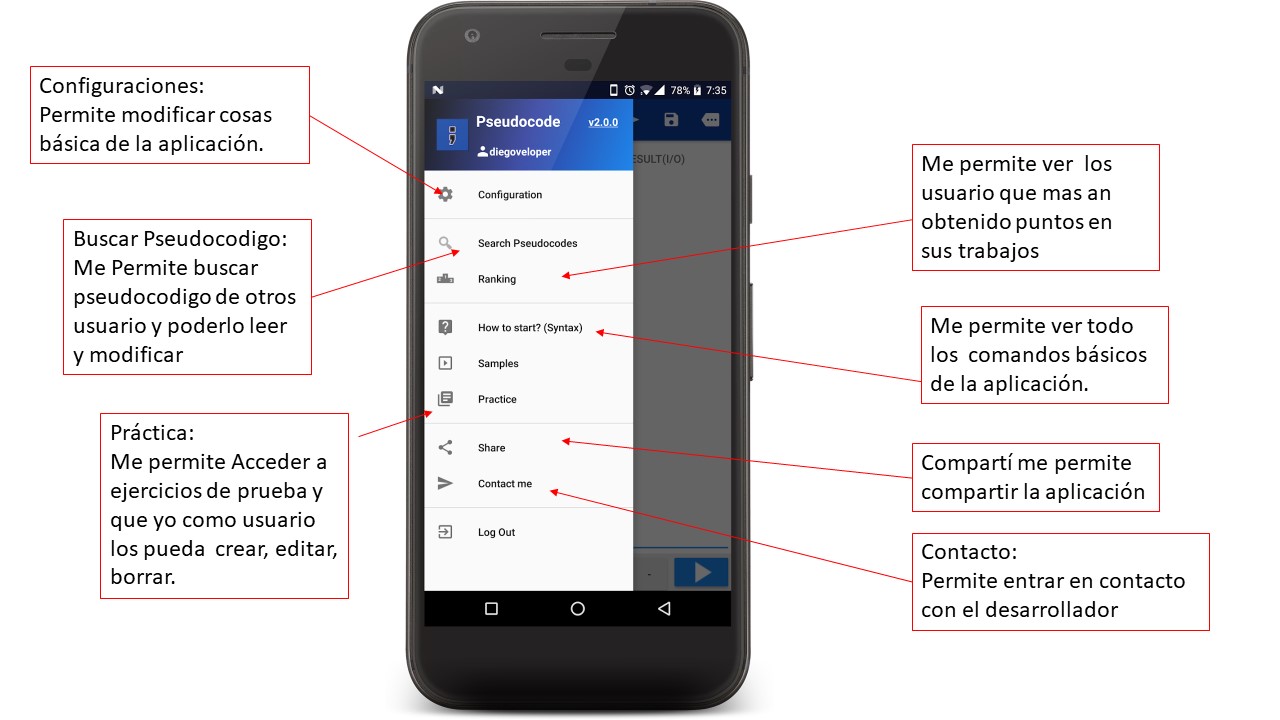 Configuraciones:
Permite modificar cosas
básica de la aplicación.
Buscar Pseudocodigo:
Me Permite buscar
pseudocodigo de otros
usuario y poderlo leer
y modificar
Práctica:
Me permite Acceder a
ejercicios de prueba y
que yo como usuario
los pueda crear, editar,
borrar.
78% 7:35
Pseudocode v2.0.0
diegoveloper
ESULT(I/O)
Configuration
Search Pseudocodes
Ranking
How to start? (Syntax)
Samples
Practice
Share
Contact me
Log Out
Me permite ver los
usuario que mas an
obtenido puntos en
sus trabajos
Me permite ver todo
los comandos básicos
de la aplicación.
Compartí me permite
compartir la aplicación
Contacto:
Permite entrar en contacto
con el desarrollador